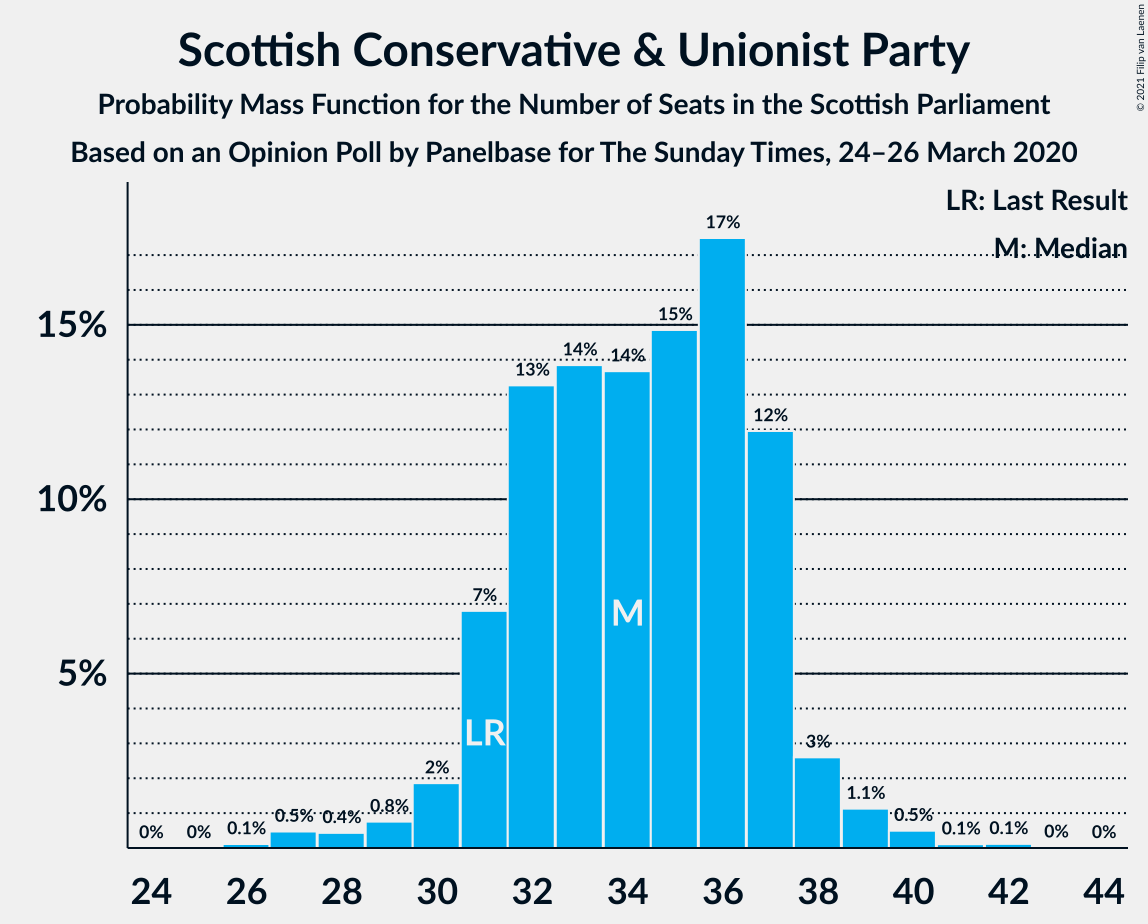 Scottish Conservative & Unionist Party
Probability Mass Function for the Number of Seats in the Scottish Parliament
Based on an Opinion Poll by Panelbase for The Sunday Times, 24–26 March 2020
© 2021 Filip van Laenen
LR: Last Result
M: Median
15%
10%
5%
0%
0%
0.1%
0.5%
0.4%
0.8%
2%
7%
13%
14%
14%
15%
17%
12%
3%
1.1%
0.5%
0.1%
0.1%
0%
0%
LR
M
24 26 28 30 32 34 36 38 40 42 44